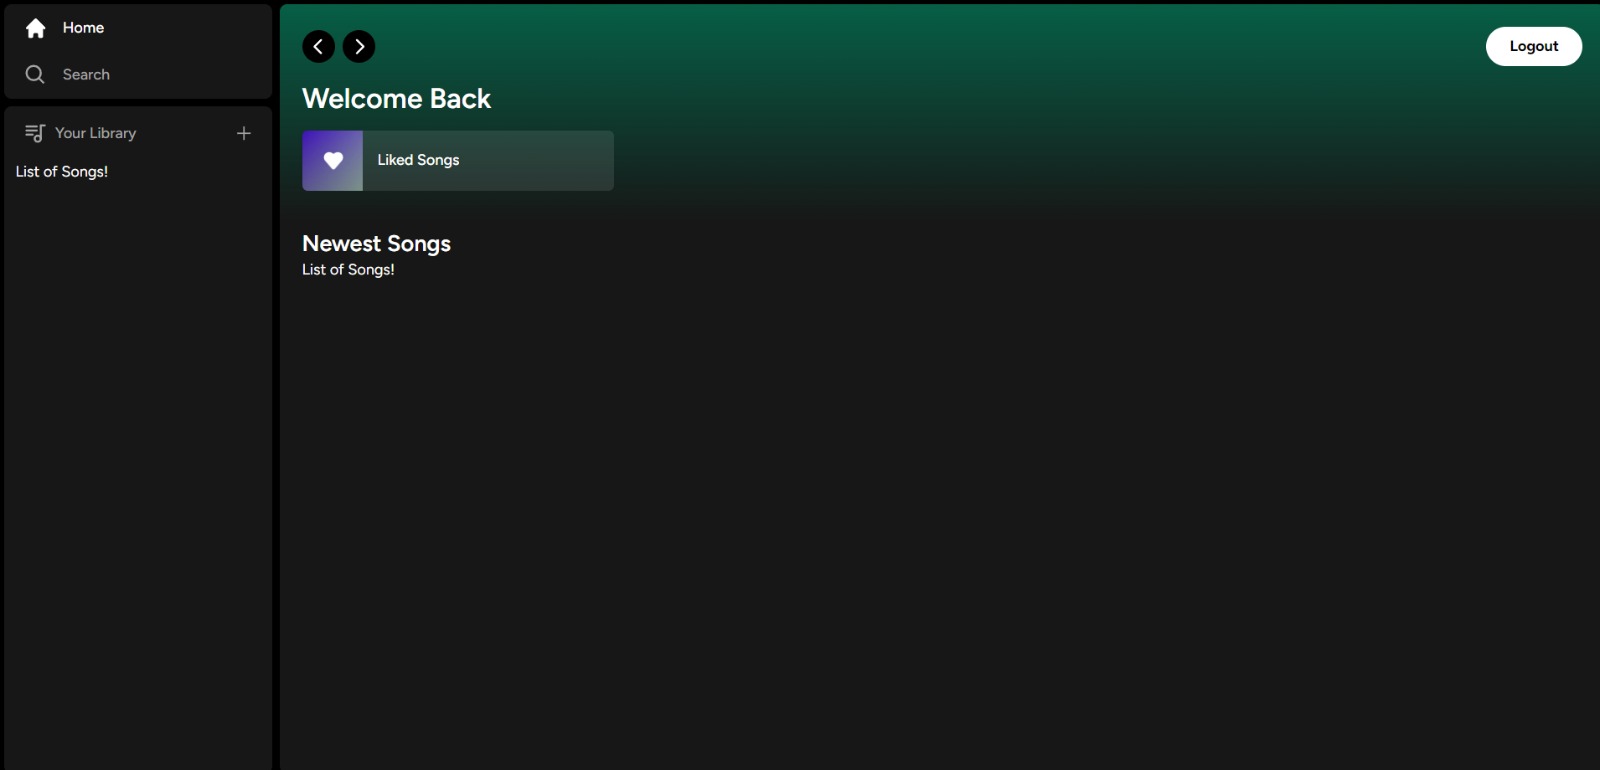 Home
Search
Your Library
List of Songs!
Logout
Welcome Back
Liked Songs
Newest Songs
List of Songs!